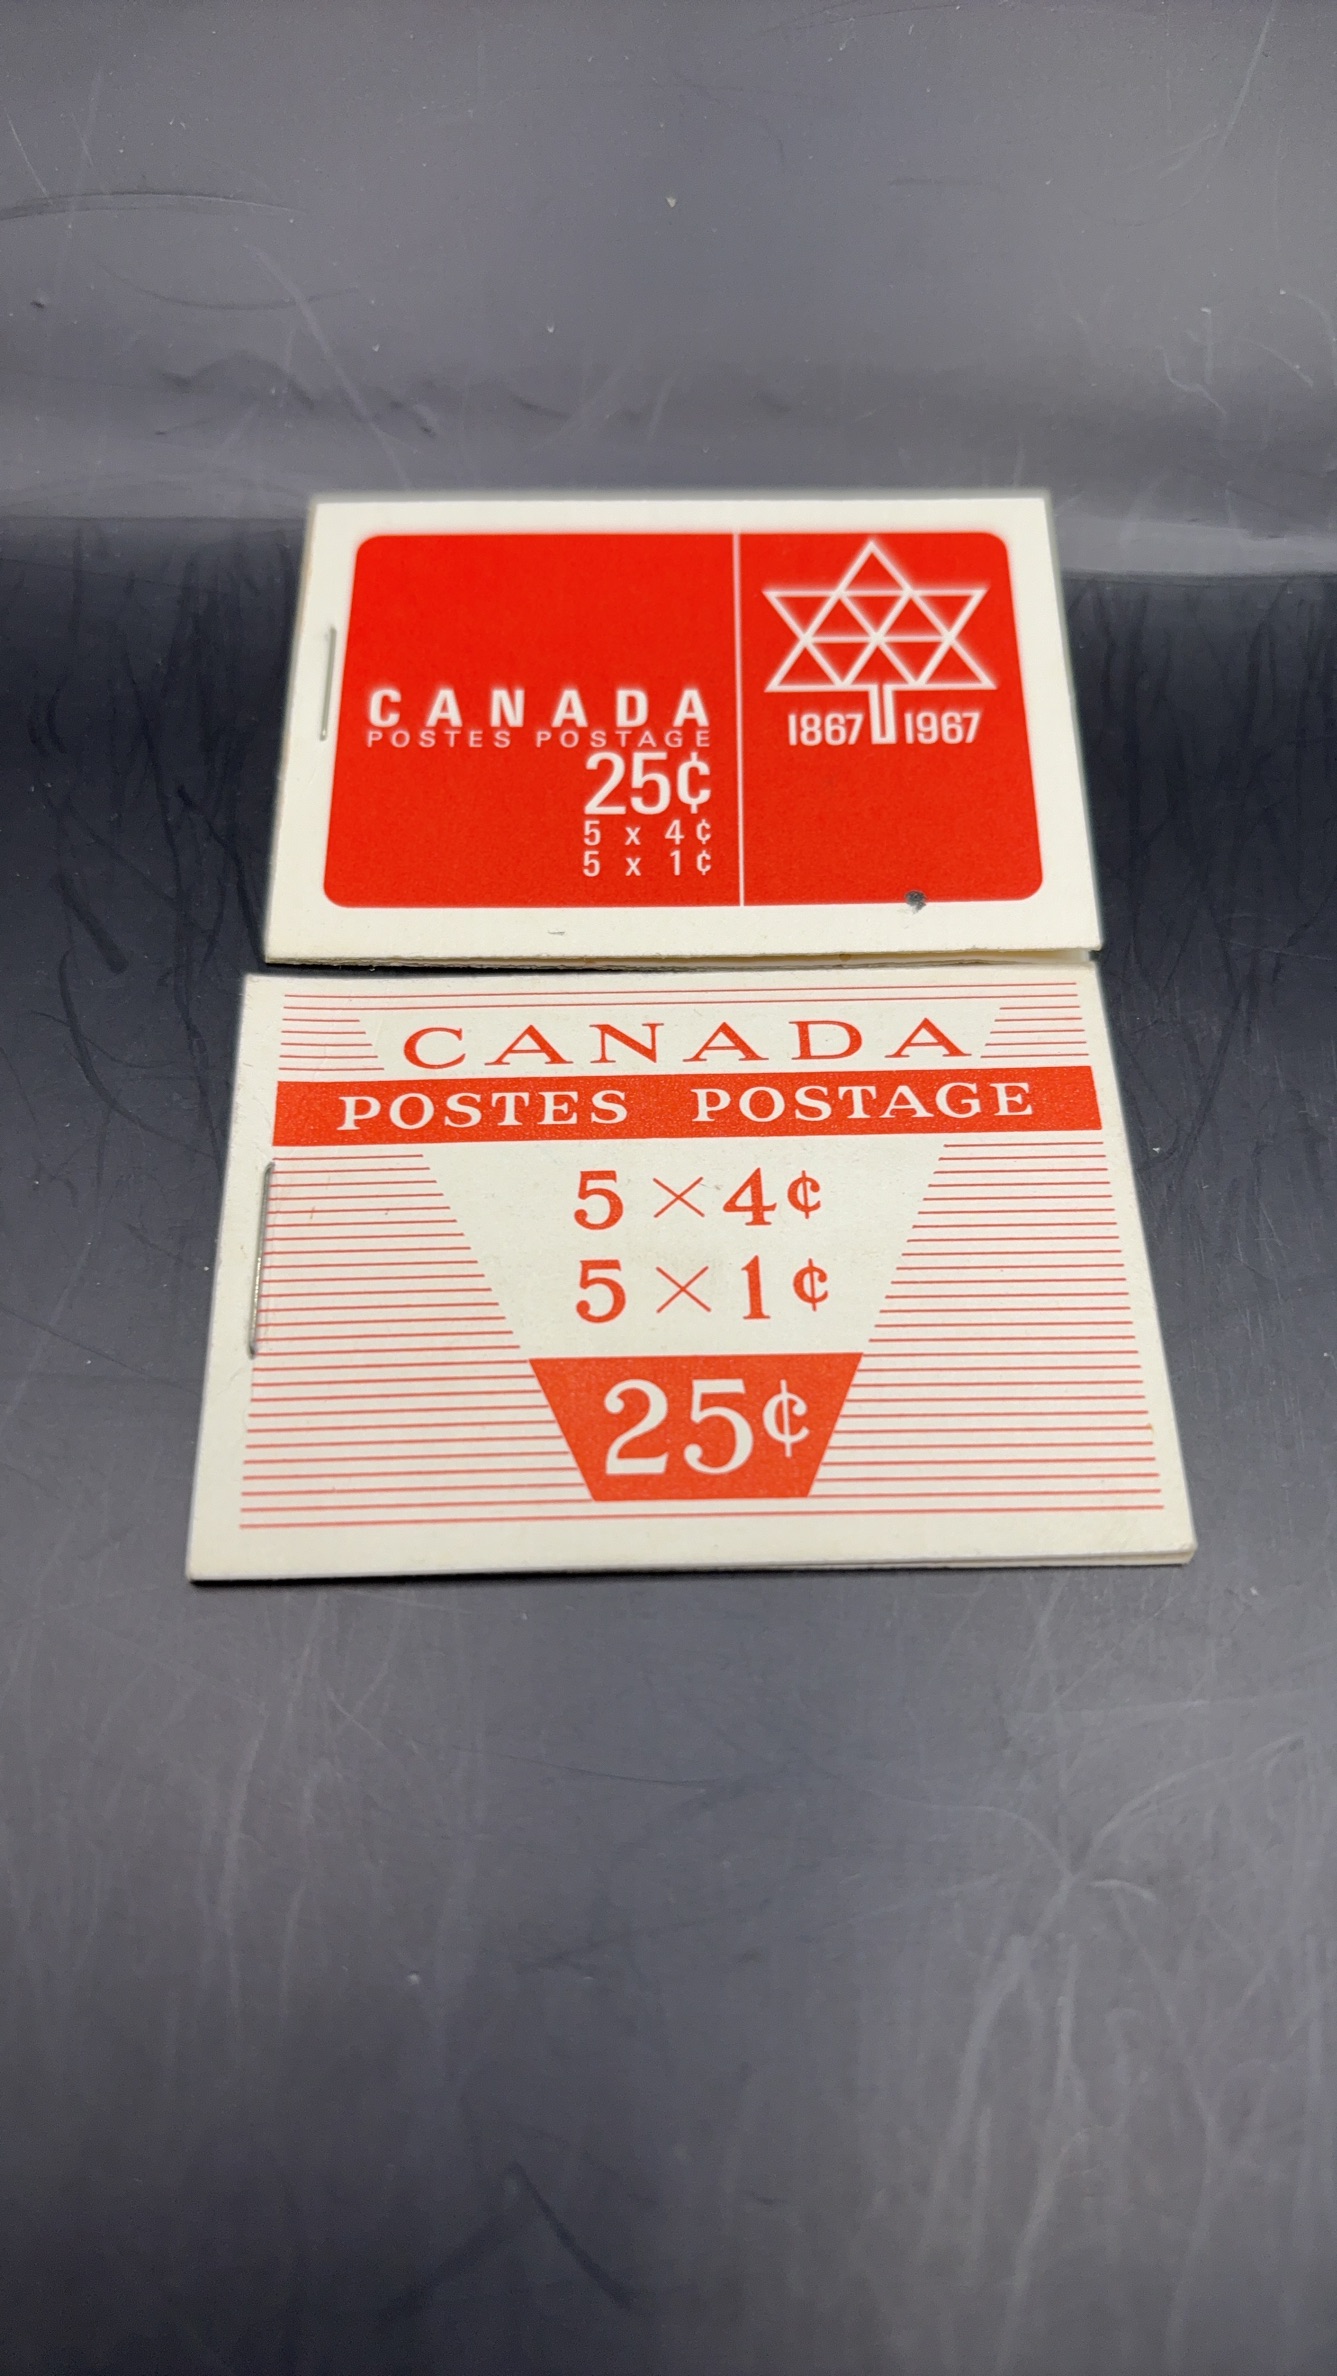 CANADA
POSTES POSTAGE
25¢
5 x 4¢
5 x 1¢
1867 1967
CANADA
POSTES POSTAGE
5 × 4¢
5 × 1¢
25¢